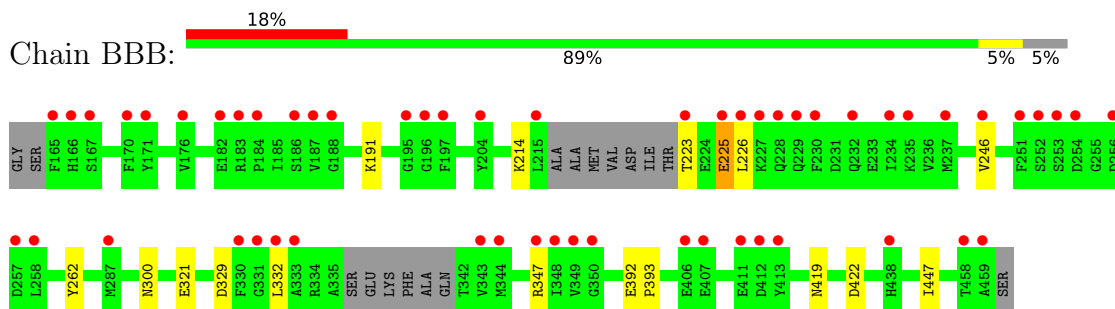 18%
Chain BBB:
89%
5%
5%
GLY SER F165 H166 S167 F170 Y171 V176 E182 R183 P184 I185 S186 V187 G188 K191 G195 G196 F197 Y204 K214 L215 ALA ALA MET VAL ASP ILE THR T223 E224 E225 L226 K227 Q228 Q229 F230 D231 Q232 E233 I234 K235 V236 M237 V246 F251 S252 S253 D254 G255
D257 L258 Y262 M287 N300 E321 D329 F330 G331 L332 A333 R334 A335 SER GLU LYS PHE ALA GLN T342 V343 M344 R347 I348 V349 G350 E392 P393 E406 E407 E411 D412 Y413 N419 D422 H438 I447 T458 A459 SER